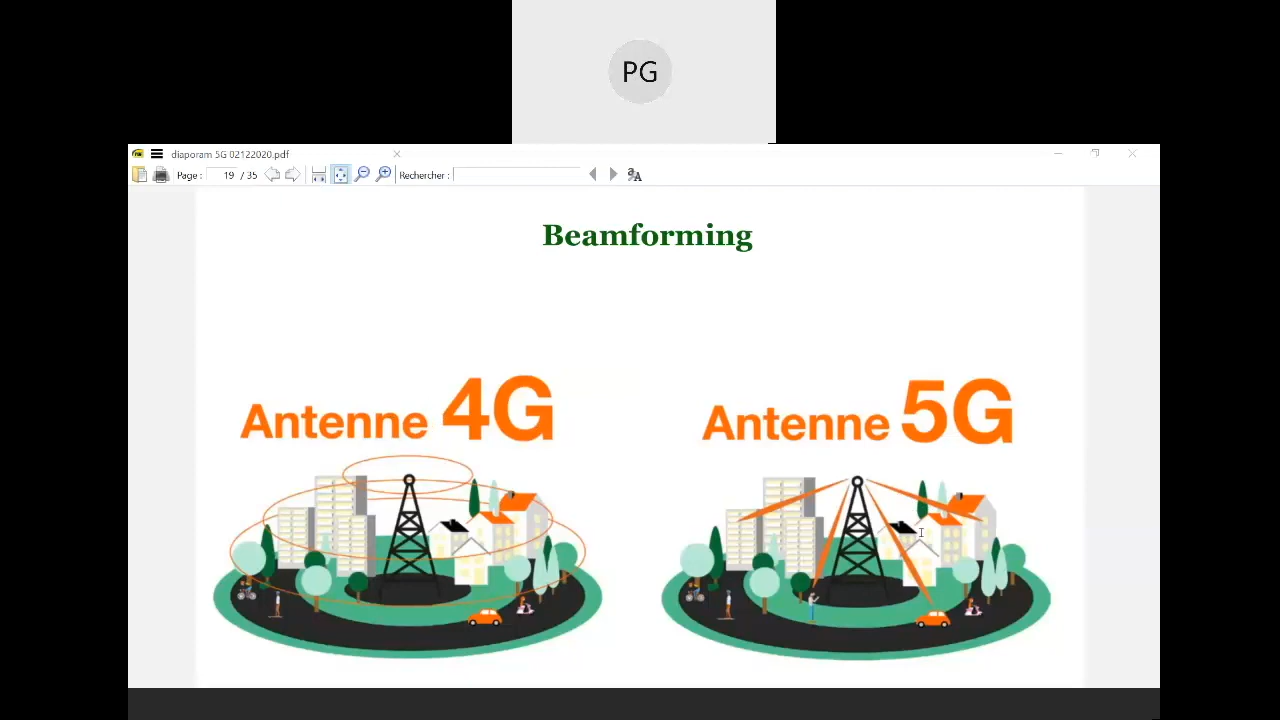 PG
diaporam 5G 02122020.pdf
Page : 19 / 35 Rechercher :
Beamforming
Antenne 4G
Antenne 5G